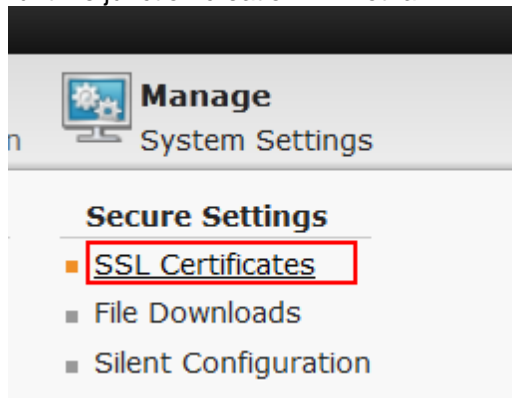 Manage
n
System Settings
Secure Settings
SSL Certificates
File Downloads
Silent Configuration